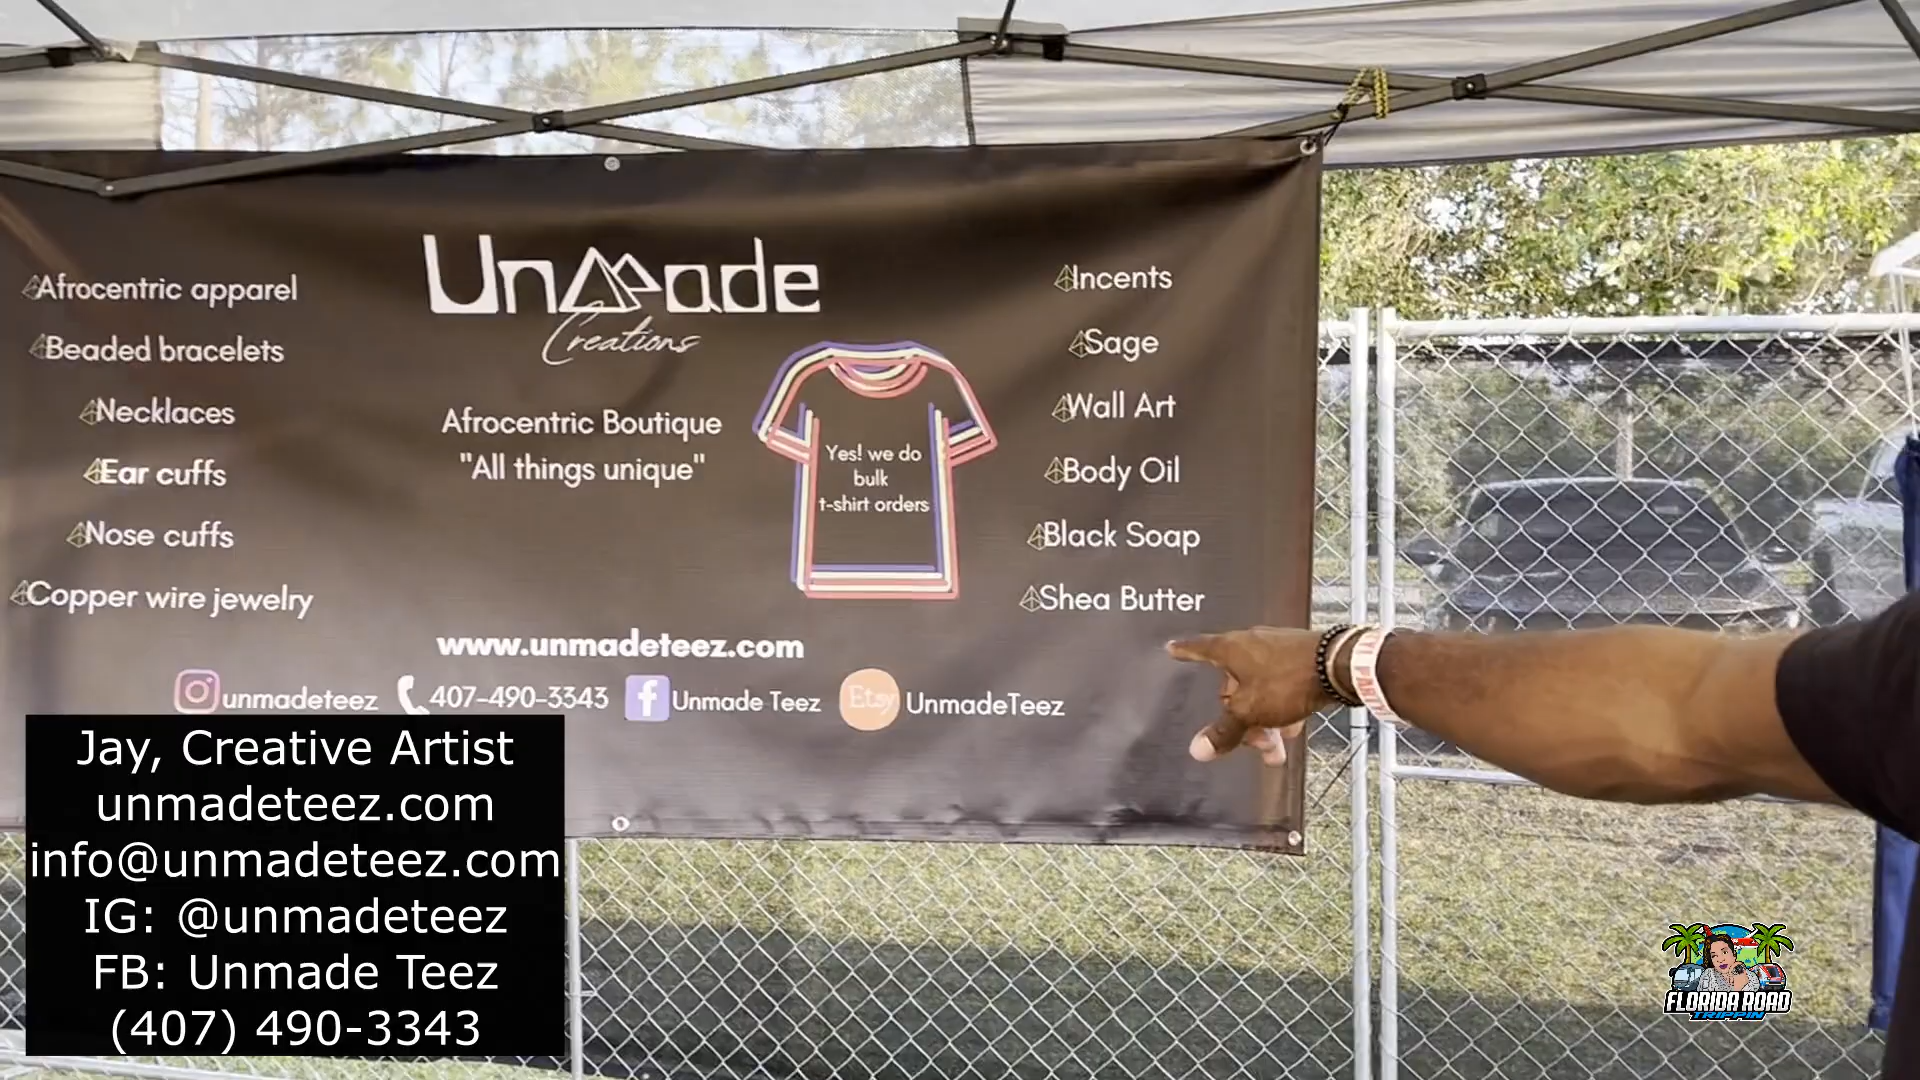 UnMade
Creations
Afrocentric apparel
Beaded bracelets
Necklaces
Ear cuffs
Nose cuffs
Copper wire jewelry
Afrocentric Boutique
"All things unique"
Yes! we do
bulk
t-shirt orders
Incents
Sage
Wall Art
Body Oil
Black Soap
Shea Butter
www.unmadeteez.com
unmadeteez 407-490-3343 Unmade Teez Etsy UnmadeTeez
Jay, Creative Artist
unmadeteez.com
info@unmadeteez.com
IG: @unmadeteez
FB: Unmade Teez
(407) 490-3343
FLORIDA ROAD
TRIPPIN